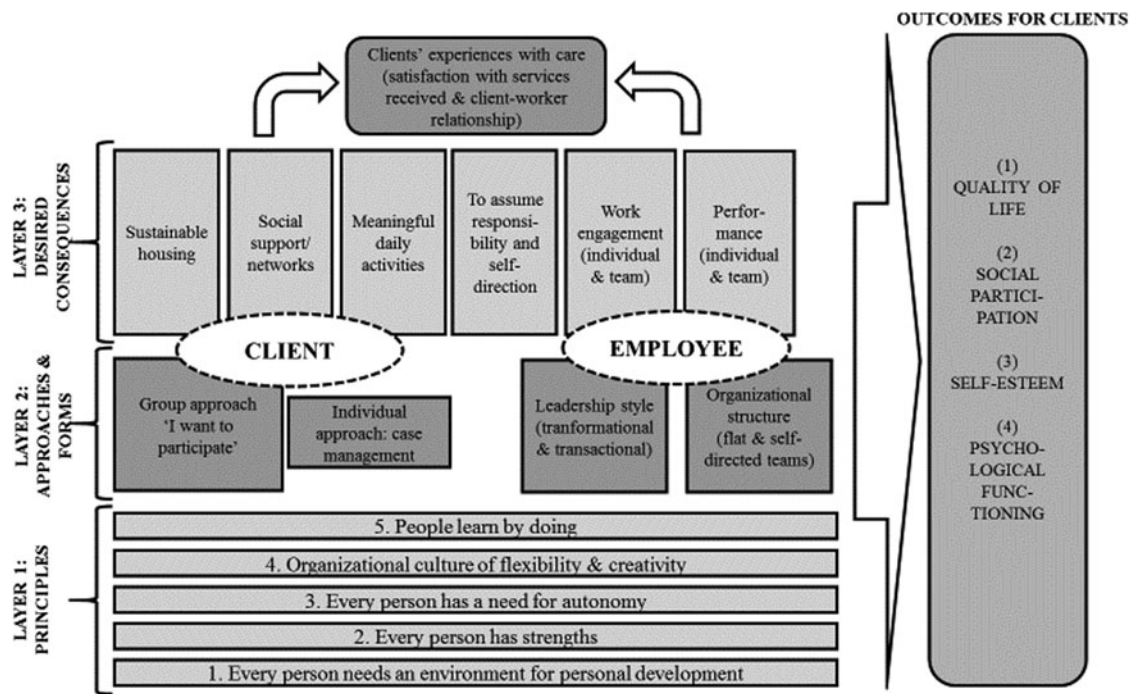 OUTCOMES FOR CLIENTS
Clients' experiences with care
(satisfaction with services
received & client-worker
relationship)
LAYER 3:
DESIRED
CONSEQUENCES
Sustainable
housing
Social
support/
networks
Meaningful
daily
activities
To assume
responsi-
bility and
self-
direction
Work
engagement
(individual
& team)
Perfor-
mance
(individual
& team)
CLIENT
EMPLOYEE
LAYER 2:
APPROACHES &
FORMS
Group approach
'I want to
participate'
Individual
approach: case
management
Leadership style
(tranformational
& transactional)
Organizational
structure
(flat & self-
directed teams)
LAYER 1:
PRINCIPLES
5. People learn by doing
4. Organizational culture of flexibility & creativity
3. Every person has a need for autonomy
2. Every person has strengths
1. Every person needs an environment for personal development
(1)
QUALITY OF
LIFE
(2)
SOCIAL
PARTICI-
PATION
(3)
SELF-ESTEEM
(4)
PSYCHO-
LOGICAL
FUNC-
TIONING